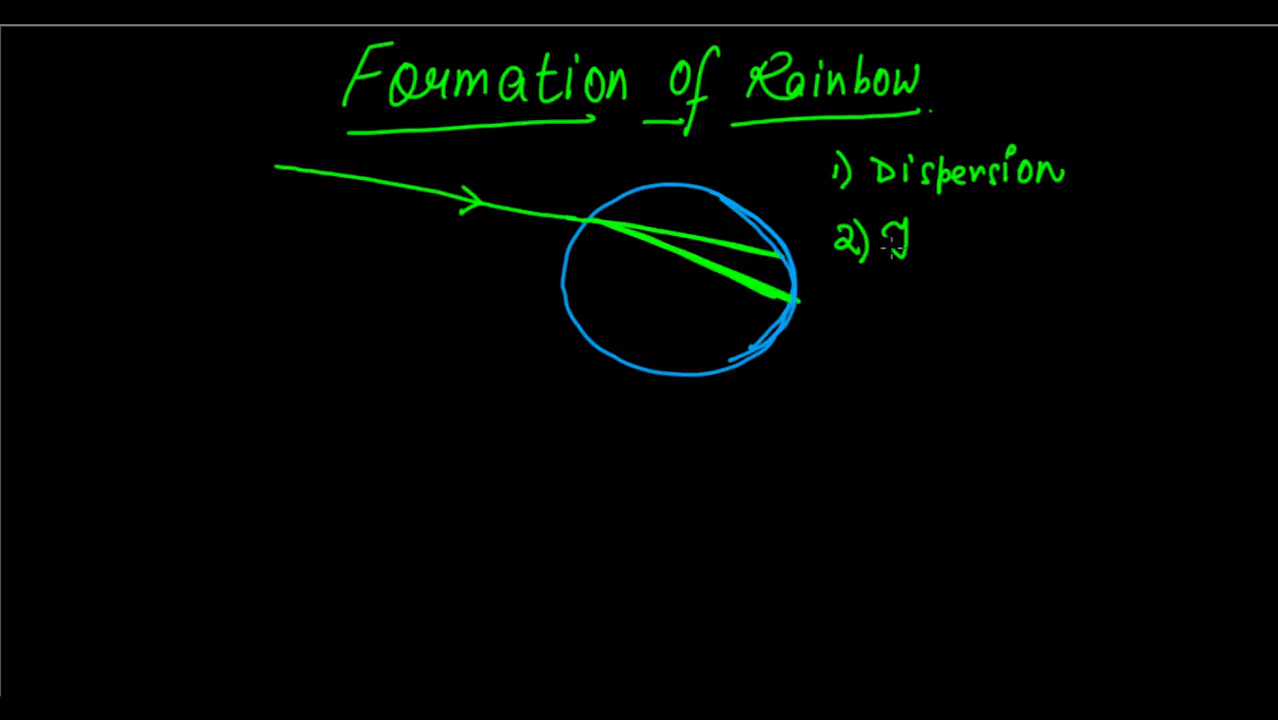 Formation of Rainbow.
1) Dispersion
2) I